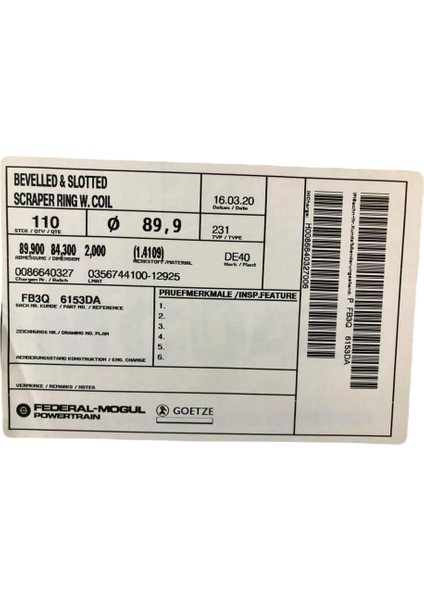 BEVELLED & SLOTTED
SCRAPER RING W. COIL
16.03.20
Datum / Date
110
STCK / QTY / QTE
Ø 89,9
231
TYP / TYPE
89,900 84,300 2,000 (1.4109)
ABMESSUNG / DIMENSION
WERKSTOFF/MATERIAL
DE40
Werk / Plant
0086640327 0356744100-12925
Chargen Nr. / Batch
LMAT
FB3Q 6153DA
SACH NR. KUNDE / PART NO. / REFERENCE
PRUEFMERKMALE /INSP.FEATURE
1.
2.
3.
4.
5.
6.
ZEICHNUNGS NR. / DRAWING NO. PLAN
AENDERUNGSSTAND KONSTRUKTION / ENG. CHANGE
VERMERKE / REMARKS / NOTES
FEDERAL-MOGUL
POWERTRAIN
GOETZE
H0086640327008
P FB3Q 6153DA